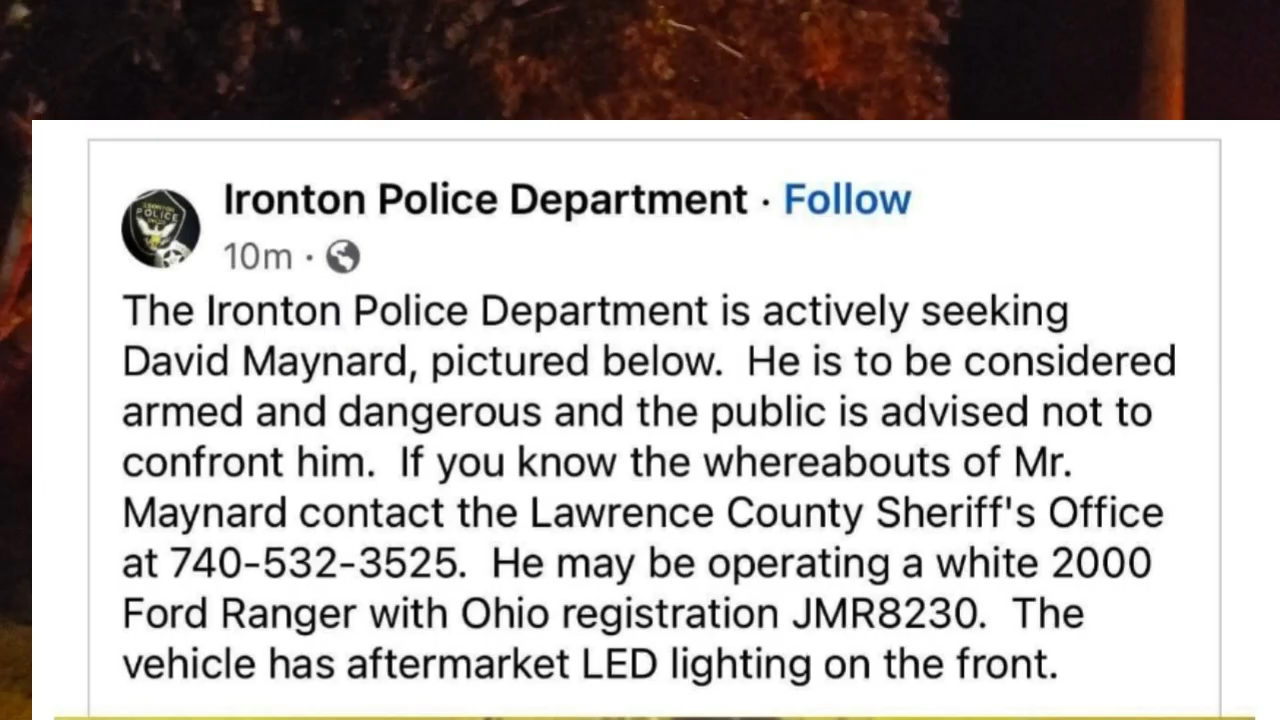 Ironton Police Department · Follow
10m ·
POLICE
The Ironton Police Department is actively seeking
David Maynard, pictured below.  He is to be considered
armed and dangerous and the public is advised not to
confront him.  If you know the whereabouts of Mr.
Maynard contact the Lawrence County Sheriff's Office
at 740-532-3525.  He may be operating a white 2000
Ford Ranger with Ohio registration JMR8230.  The
vehicle has aftermarket LED lighting on the front.